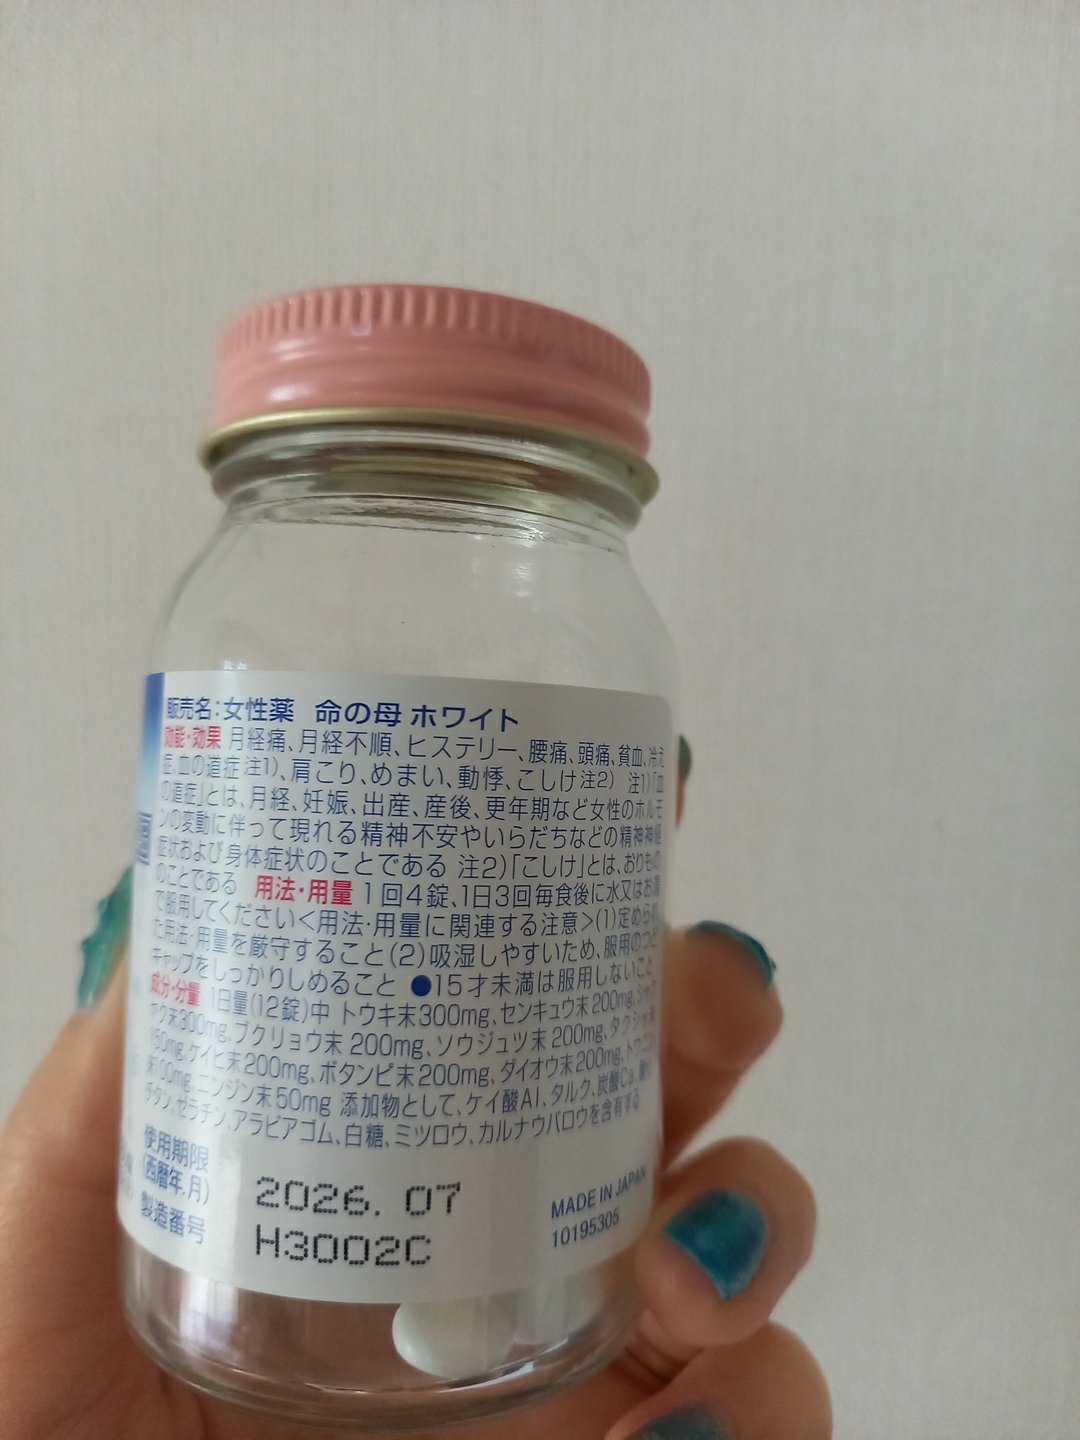 販売名:女性薬 命の母 ホワイト
効能・効果 月経痛、月経不順、ヒステリー、腰痛、頭痛、貧血、冷え
症、血の道症 注1)、肩こり、めまい、動悸、こしけ 注2) 注1)「血
の道症」とは、月経、妊娠、出産、産後、更年期など女性のホルモ
ンの変動に伴って現れる精神不安やいらだちなどの精神神経
症状および身体症状のことである 注2)「こしけ」とは、おりもの
のことである 用法・用量 1回4錠、1日3回毎食後に水又はお湯
で服用してください<用法・用量に関連する注意>(1)定められ
た用法・用量を厳守すること(2)吸湿しやすいため、服用のつど
キャップをしっかりしめること ●15才未満は服用しないこと
成分・分量 1日量(12錠)中 トウキ末300mg、センキュウ末200mg、シャク
ヤク末300mg、ブクリョウ末200mg、ソウジュツ末200mg、タクシャ末
150mg、ケイヒ末200mg、ボタンピ末200mg、ダイオウ末200mg、トウニン
末100mg、ニンジン末50mg 添加物として、ケイ酸Al、タルク、炭酸Ca、酸化
チタン、ゼラチン、アラビアゴム、白糖、ミツロウ、カルナウバロウを含有する
使用期限
(西暦年.月)
2026. 07
製造番号
H3002C
MADE IN JAPAN
10195305